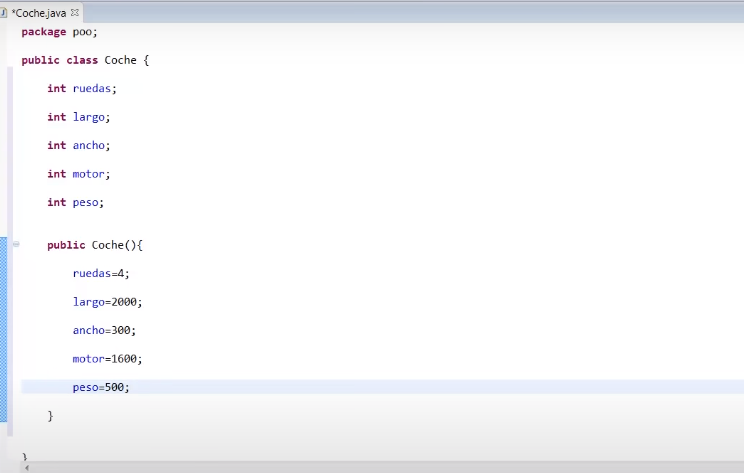 *Coche.java
package poo;
public class Coche {
int ruedas;
int largo;
int ancho;
int motor;
int peso;
public Coche(){
ruedas=4;
largo=2000;
ancho=300;
motor=1600;
peso=500;
}
}